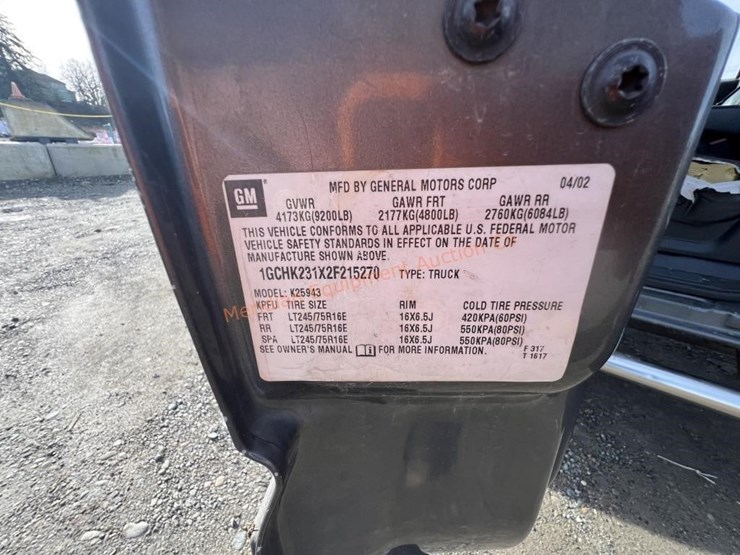 GM
MFD BY GENERAL MOTORS CORP 04/02
GVWR GAWR FRT GAWR RR
4173KG(9200LB) 2177KG(4800LB) 2760KG(6084LB)
THIS VEHICLE CONFORMS TO ALL APPLICABLE U.S. FEDERAL MOTOR
VEHICLE SAFETY STANDARDS IN EFFECT ON THE DATE OF
MANUFACTURE SHOWN ABOVE.
1GCHK231X2F215270 TYPE: TRUCK
MODEL: K25943
KPFU TIRE SIZE RIM COLD TIRE PRESSURE
FRT LT245/75R16E 16X6.5J 420KPA(60PSI)
RR LT245/75R16E 16X6.5J 550KPA(80PSI)
SPA LT245/75R16E 16X6.5J 550KPA(80PSI)
SEE OWNER'S MANUAL FOR MORE INFORMATION. F 317
T 1617